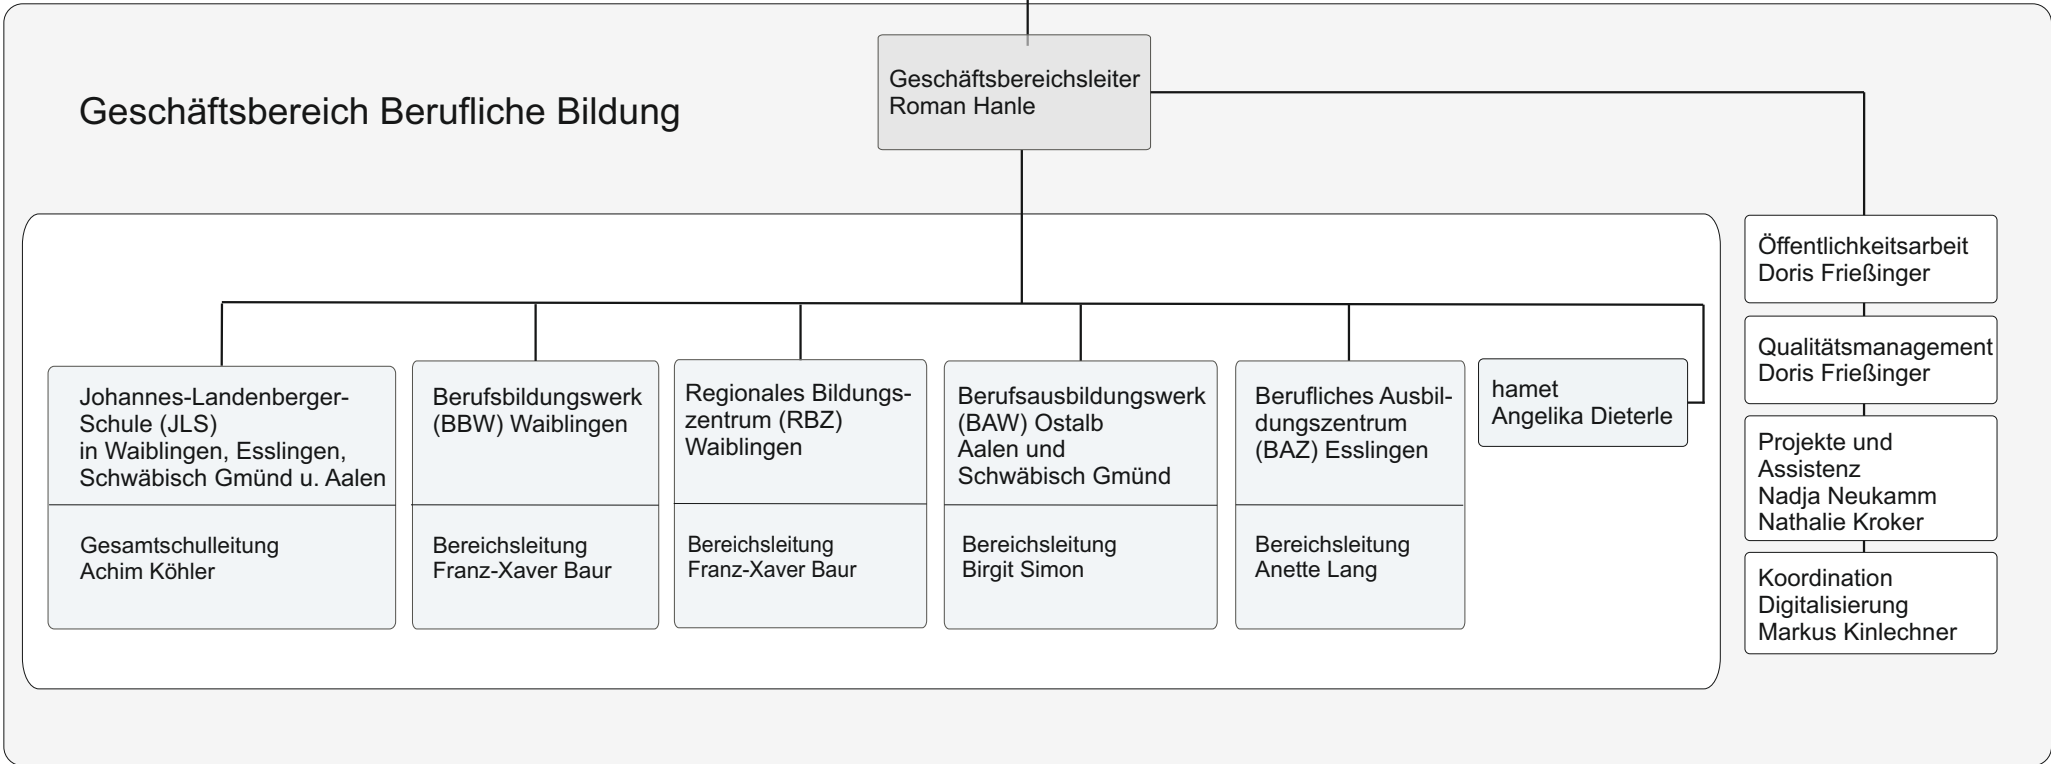 Geschäftsbereich Berufliche Bildung
Geschäftsbereichsleiter
Roman Hanle
Johannes-Landenberger-
Schule (JLS)
in Waiblingen, Esslingen,
Schwäbisch Gmünd u. Aalen
Gesamtschulleitung
Achim Köhler
Berufsbildungswerk
(BBW) Waiblingen
Bereichsleitung
Franz-Xaver Baur
Regionales Bildungs-
zentrum (RBZ)
Waiblingen
Bereichsleitung
Franz-Xaver Baur
Berufsausbildungswerk
(BAW) Ostalb
Aalen und
Schwäbisch Gmünd
Bereichsleitung
Birgit Simon
Berufliches Ausbil-
dungszentrum
(BAZ) Esslingen
Bereichsleitung
Anette Lang
hamet
Angelika Dieterle
Öffentlichkeitsarbeit
Doris Frießinger
Qualitätsmanagement
Doris Frießinger
Projekte und
Assistenz
Nadja Neukamm
Nathalie Kroker
Koordination
Digitalisierung
Markus Kinlechner